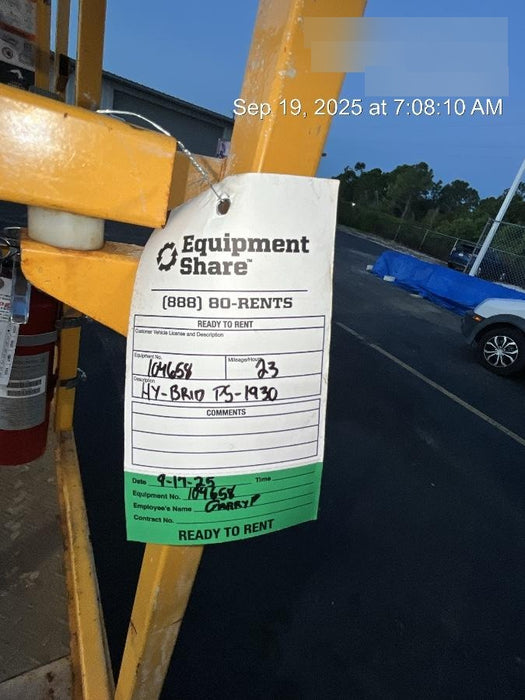 Sep 19, 2025 at 7:08:10 AM
Equipment
Share™
(888) 80-RENTS
READY TO RENT
Customer Vehicle License and Description
Equipment No. Mileage/Hours
104658 23
Description
HY-BRID PS-1930
COMMENTS
Date 9-17-25 Time
Equipment No. 104658
Employee's Name GARRY P
Contract No.
READY TO RENT